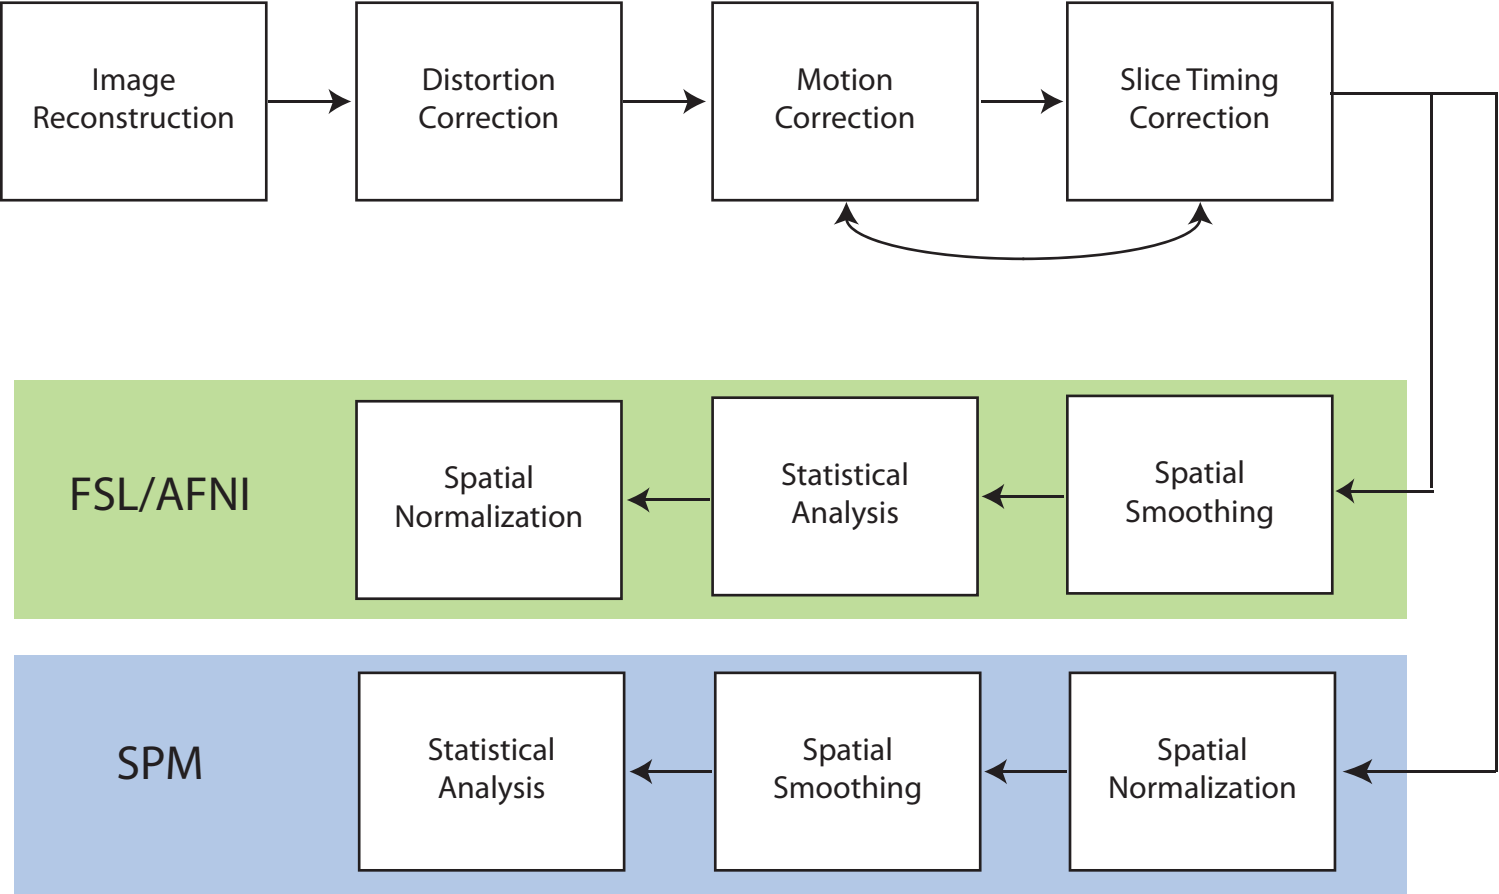 Image
Reconstruction
Distortion
Correction
Motion
Correction
Slice Timing
Correction
FSL/AFNI
Spatial
Normalization
Statistical
Analysis
Spatial
Smoothing
SPM
Statistical
Analysis
Spatial
Smoothing
Spatial
Normalization